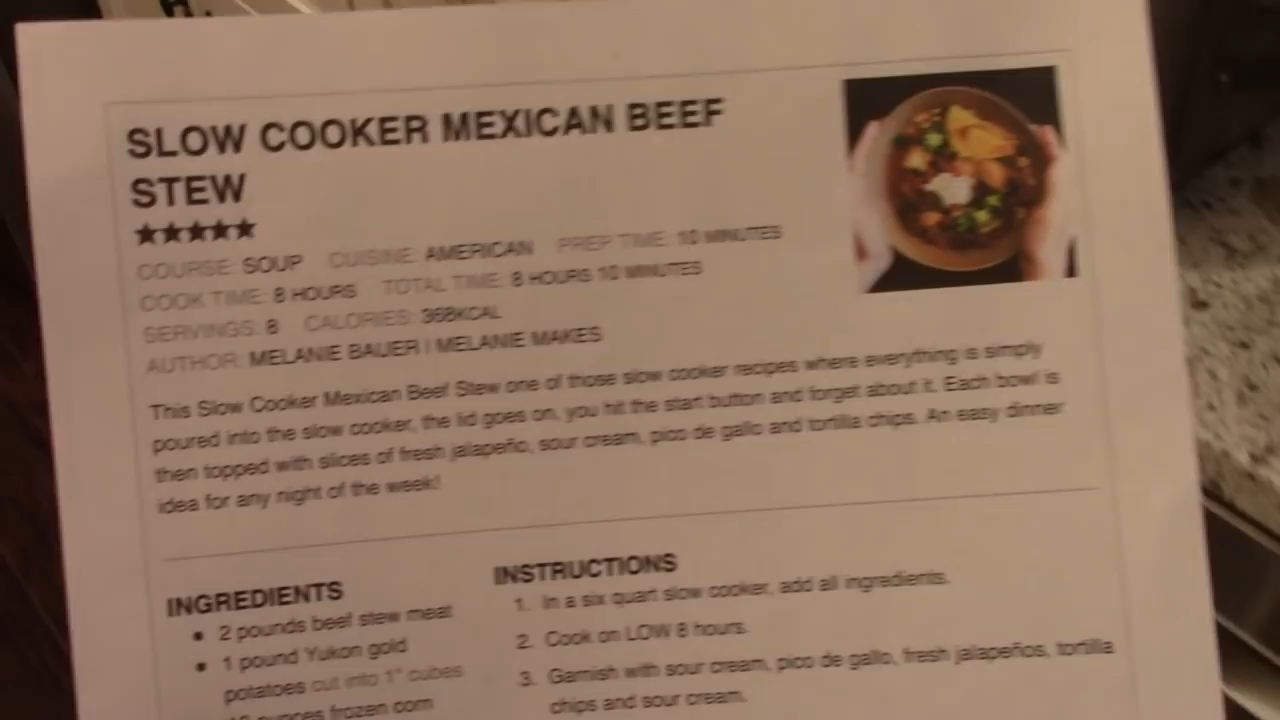 SLOW COOKER MEXICAN BEEF
STEW
★★★★★
COURSE: SOUP CUISINE: AMERICAN PREP TIME: 10 MINUTES
COOK TIME: 8 HOURS TOTAL TIME: 8 HOURS 10 MINUTES
SERVINGS: 8 CALORIES: 368KCAL
AUTHOR: MELANIE BAUER | MELANIE MAKES
This Slow Cooker Mexican Beef Stew one of those slow cooker recipes where everything is simply
poured into the slow cooker, the lid goes on, you hit the start button and forget about it. Each bowl is
then topped with slices of fresh jalapeño, sour cream, pico de gallo and tortilla chips. An easy dinner
idea for any night of the week!
INGREDIENTS
• 2 pounds beef stew meat
• 1 pound Yukon gold
potatoes cut into 1" cubes
ounces frozen corn
INSTRUCTIONS
1. In a six quart slow cooker, add all ingredients.
2. Cook on LOW 8 hours.
3. Garnish with sour cream, pico de gallo, fresh jalapeños, tortilla
chips and sour cream.